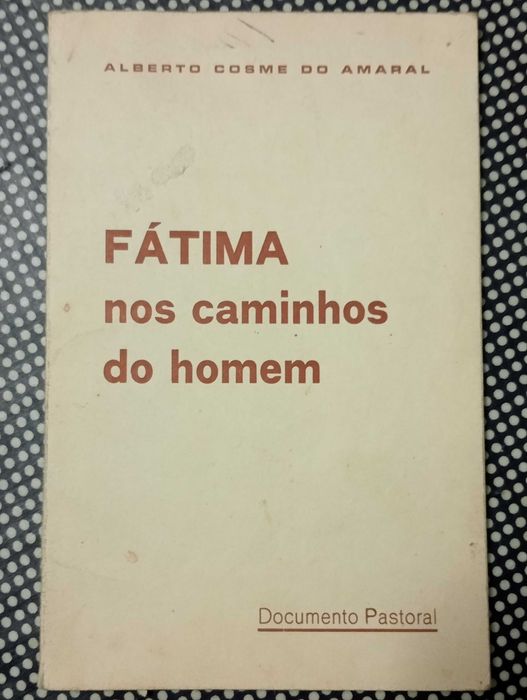 ALBERTO COSME DO AMARAL
FÁTIMA
nos caminhos
do homem
Documento Pastoral